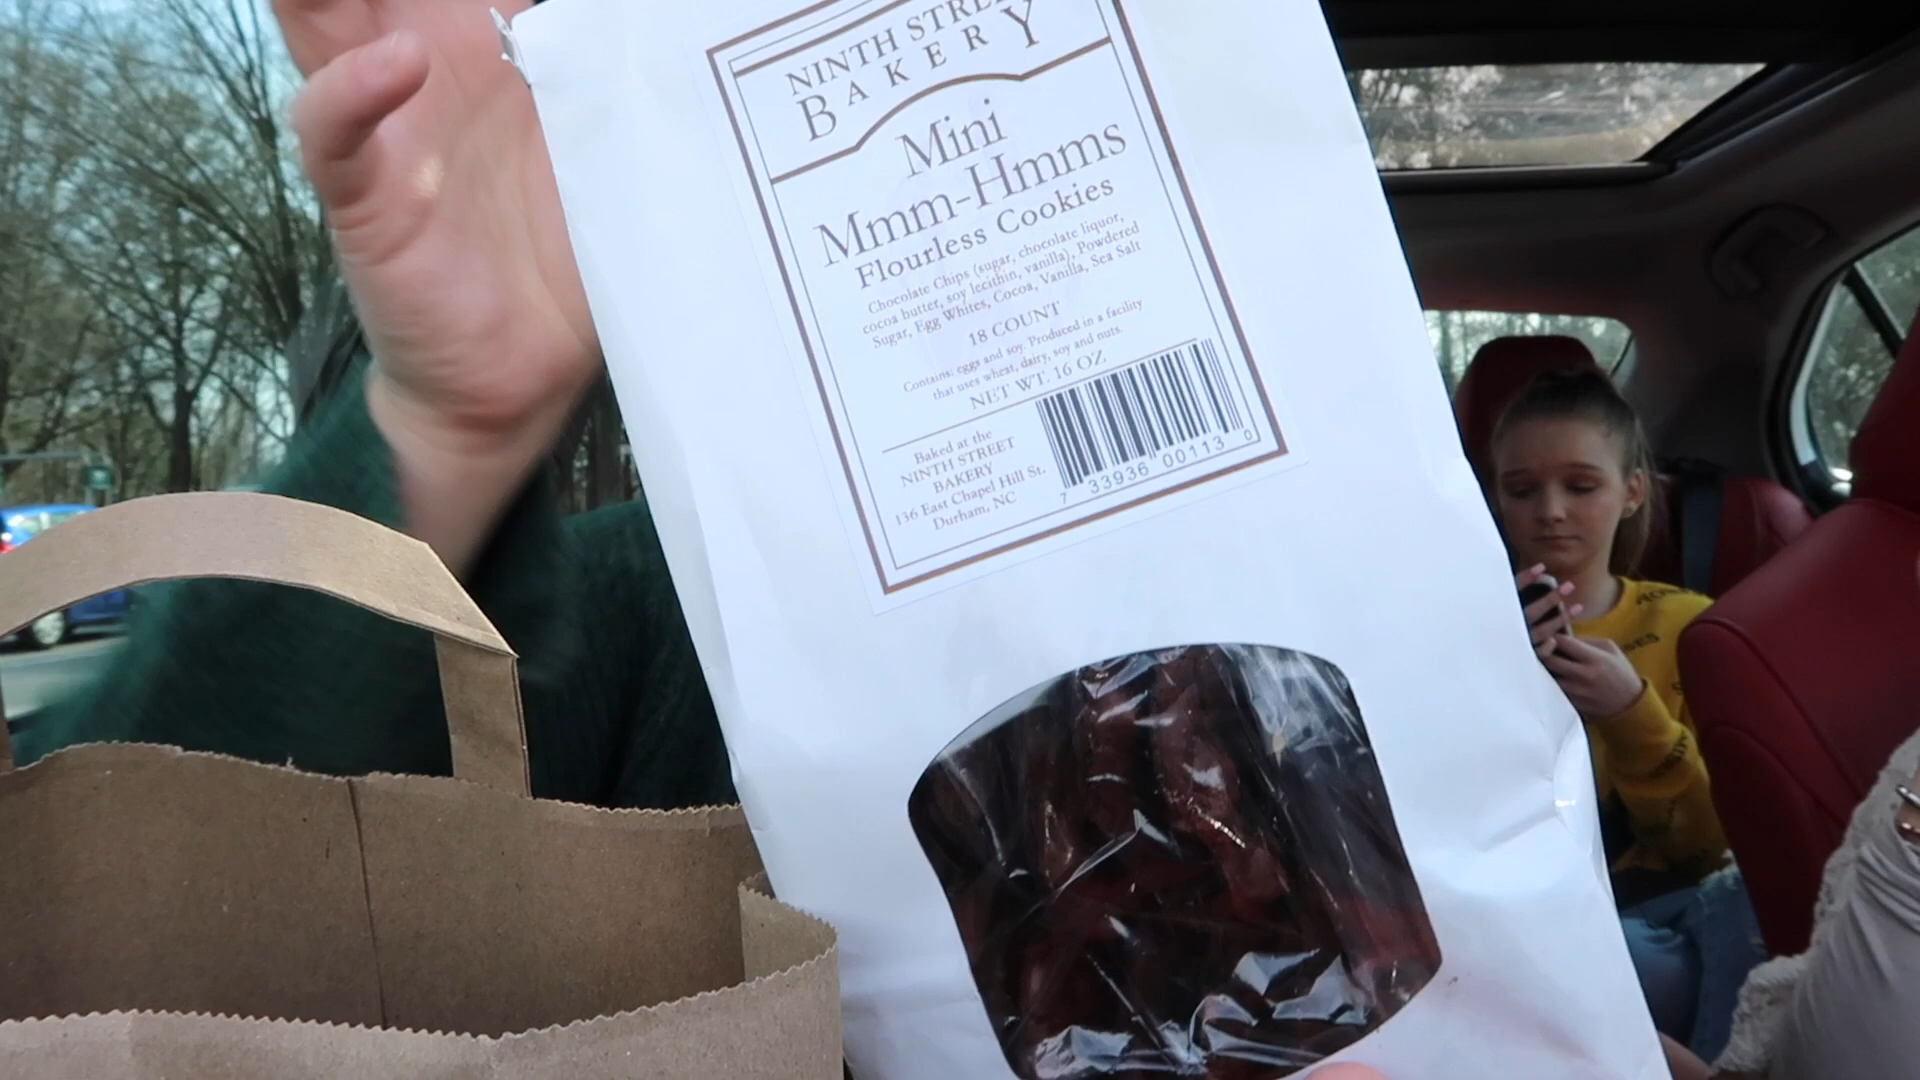 NINTH STREET
BAKERY
Mini
Mmm-Hmms
Flourless Cookies
Chocolate Chips (sugar, chocolate liquor,
cocoa butter, soy lecithin, vanilla), Powdered
Sugar, Egg Whites, Cocoa, Vanilla, Sea Salt
18 COUNT
Contains: eggs and soy. Produced in a facility
that uses wheat, dairy, soy and nuts.
NET WT. 16 OZ
Baked at the
NINTH STREET
BAKERY
136 East Chapel Hill St.
Durham, NC
7 33936 00113 0